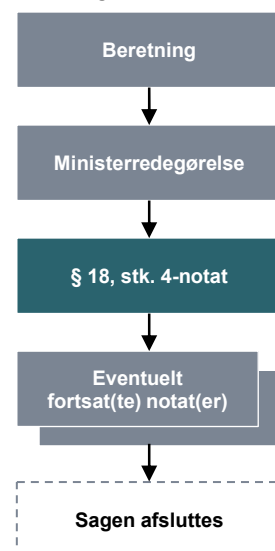 Beretning
Ministerredegørelse
§ 18, stk. 4-notat
Eventuelt
fortsat(te) notat(er)
Sagen afsluttes